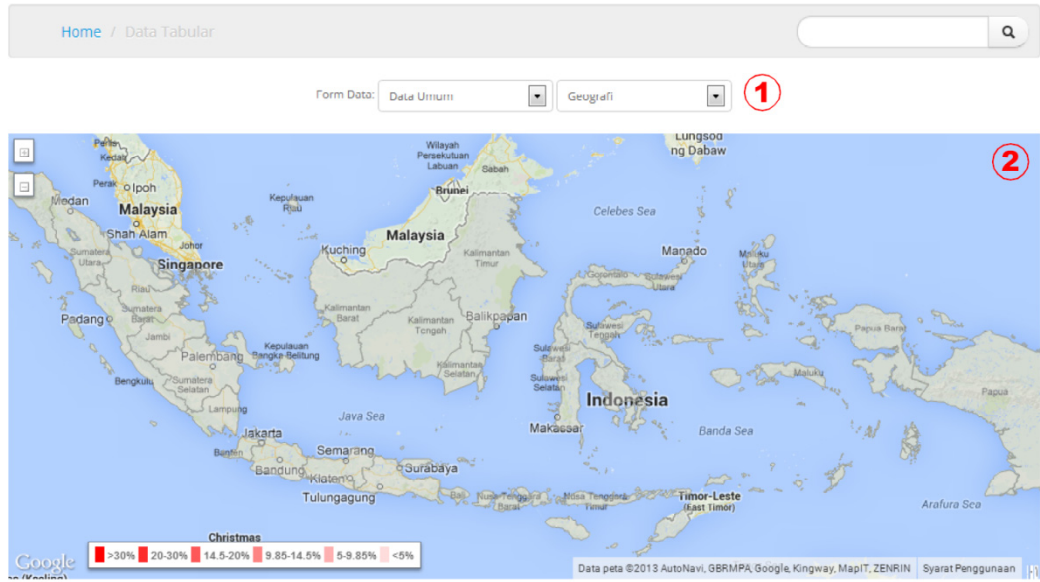 Home / Data Tabular
Form Data: Data Umum Geografi 1
2
Lungsod
ng Dabaw
Perlis
Kedah
Wilayah
Persekutuan
Labuan
Sabah
Brunei
Perak
Ipoh
Medan
Malaysia
Kepulauan
Riau
Celebes Sea
Shah Alam
Johor
Malaysia
Kuching
Manado
Maluku
Utara
Sumatera
Utara
Singapore
Kalimantan
Timur
Gorontalo
Sulawesi
Utara
Riau
Sumatera
Barat
Padang
Kalimantan
Barat
Kalimantan
Tengah
Balikpapan
Sulawesi
Tengah
Papua Barat
Jambi
Kepulauan
Bangka Belitung
Palembang
Sulawesi
Barat
Kalimantan
Selatan
Maluku
Bengkulu
Sumatera
Selatan
Sulawesi
Selatan
Papua
Lampung
Indonesia
Java Sea
Makassar
Banda Sea
Jakarta
Banten
Semarang
Bandung
Klaten
Surabaya
Tulungagung
Bali
Nusa Tenggara
Barat
Nusa Tenggara
Timur
Timor-Leste
(East Timor)
Arafura Sea
Christmas
>30% 20-30% 14.5-20% 9.85-14.5% 5-9.85% <5%
Google
(Keeling)
Data peta ©2013 AutoNavi, GBRMPA, Google, Kingway, MapIT, ZENRIN Syarat Penggunaan